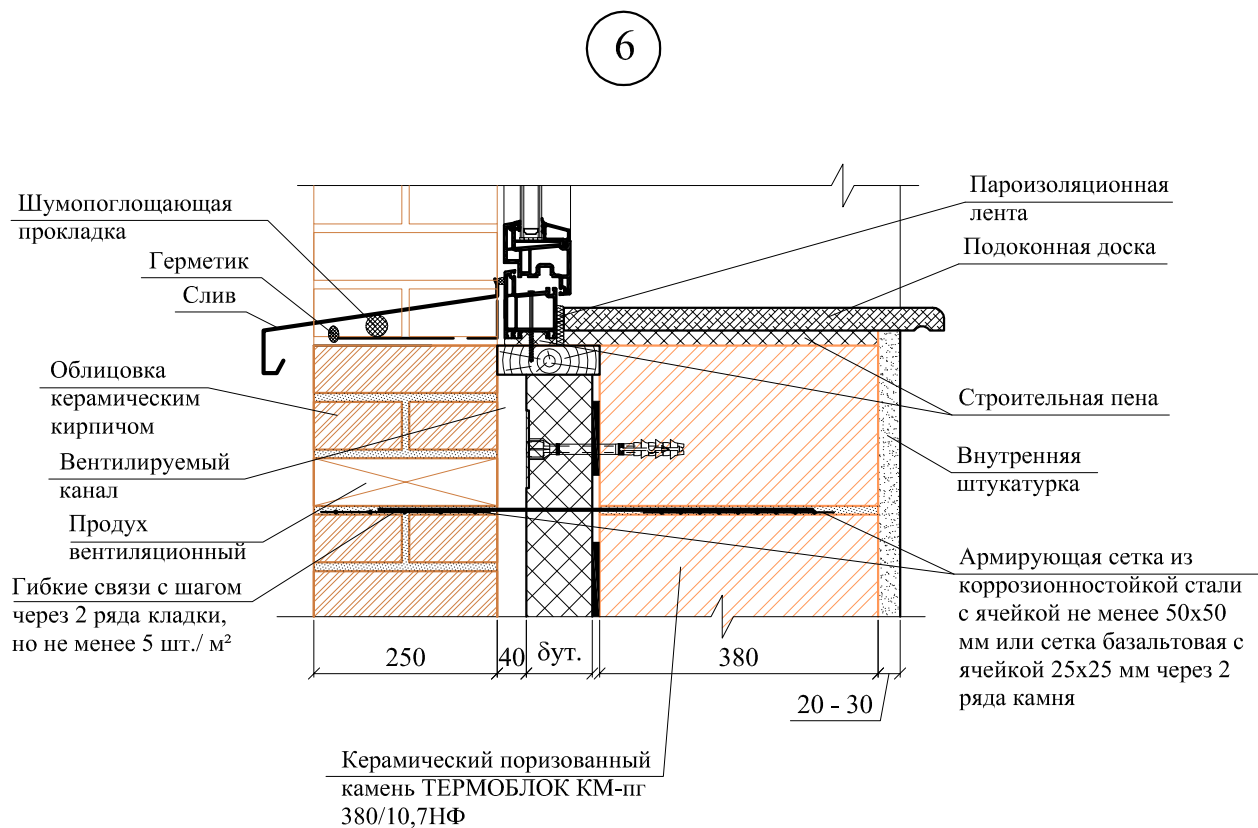 6
Шумопоглощающая
прокладка
Герметик
Слив
Облицовка
керамическим
кирпичом
Вентилируемый
канал
Продух
вентиляционный
Гибкие связи с шагом
через 2 ряда кладки,
но не менее 5 шт./ м²
Пароизоляционная
лента
Подоконная доска
Строительная пена
Внутренняя
штукатурка
Армирующая сетка из
коррозионностойкой стали
с ячейкой не менее 50х50
мм или сетка базальтовая с
ячейкой 25х25 мм через 2
ряда камня
250 40 δут. 380
20 - 30
Керамический поризованный
камень ТЕРМОБЛОК КМ-пг
380/10,7НФ